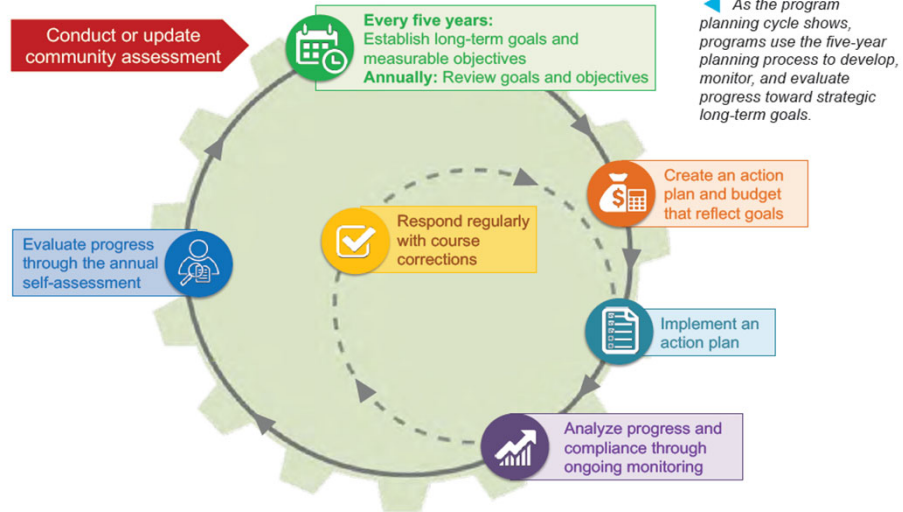 Conduct or update
community assessment
Every five years:
Establish long-term goals and
measurable objectives
Annually: Review goals and objectives
As the program
planning cycle shows,
programs use the five-year
planning process to develop,
monitor, and evaluate
progress toward strategic
long-term goals.
Create an action
plan and budget
that reflect goals
Respond regularly
with course
corrections
Evaluate progress
through the annual
self-assessment
Implement an
action plan
Analyze progress and
compliance through
ongoing monitoring